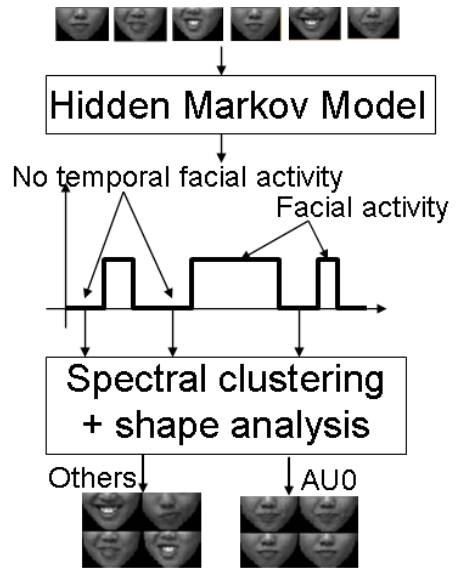 Hidden Markov Model
No temporal facial activity
Facial activity
Spectral clustering
+ shape analysis
Others
AU0